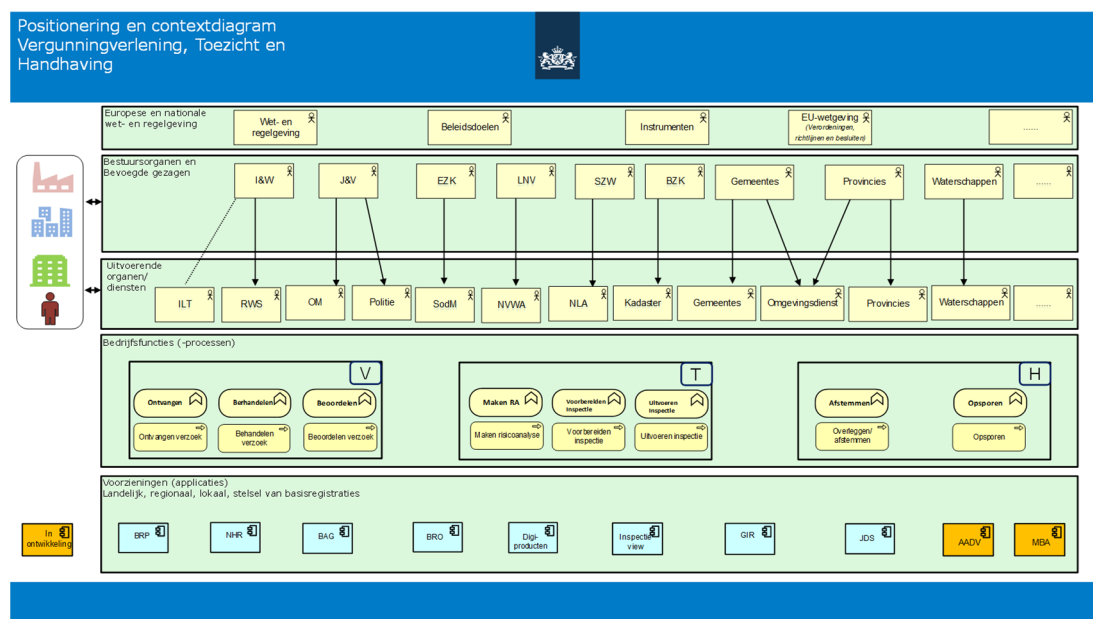 Positionering en contextdiagram
Vergunningverlening, Toezicht en
Handhaving
Europese en nationale
wet- en regelgeving
Wet- en
regelgeving
Beleidsdoelen
Instrumenten
EU-wetgeving
(Verordeningen,
richtlijnen en besluiten)
......
Bestuursorganen en
Bevoegde gezagen
I&W
J&V
EZK
LNV
SZW
BZK
Gemeentes
Provincies
Waterschappen
......
Uitvoerende
organen/
diensten
ILT
RWS
OM
Politie
SodM
NVWA
NLA
Kadaster
Gemeentes
Omgevingsdienst
Provincies
Waterschappen
......
Bedrijfsfuncties (-processen)
V
Ontvangen
Berhandelen
Beoordelen
Ontvangen verzoek
Behandelen
verzoek
Beoordelen verzoek
T
Maken RA
Voorbereiden
Inspectie
Uitvoeren
Inspectie
Maken risicoanalyse
Voorbereiden
inspectie
Uitvoeren inspectie
H
Afstemmen
Opsporen
Overleggen/
afstemmen
Opsporen
Voorzieningen (applicaties)
Landelijk, regionaal, lokaal, stelsel van basisregistraties
In
ontwikkeling
BRP
NHR
BAG
BRO
Digi-
producten
Inspectie
view
GIR
JDS
AADV
MBA